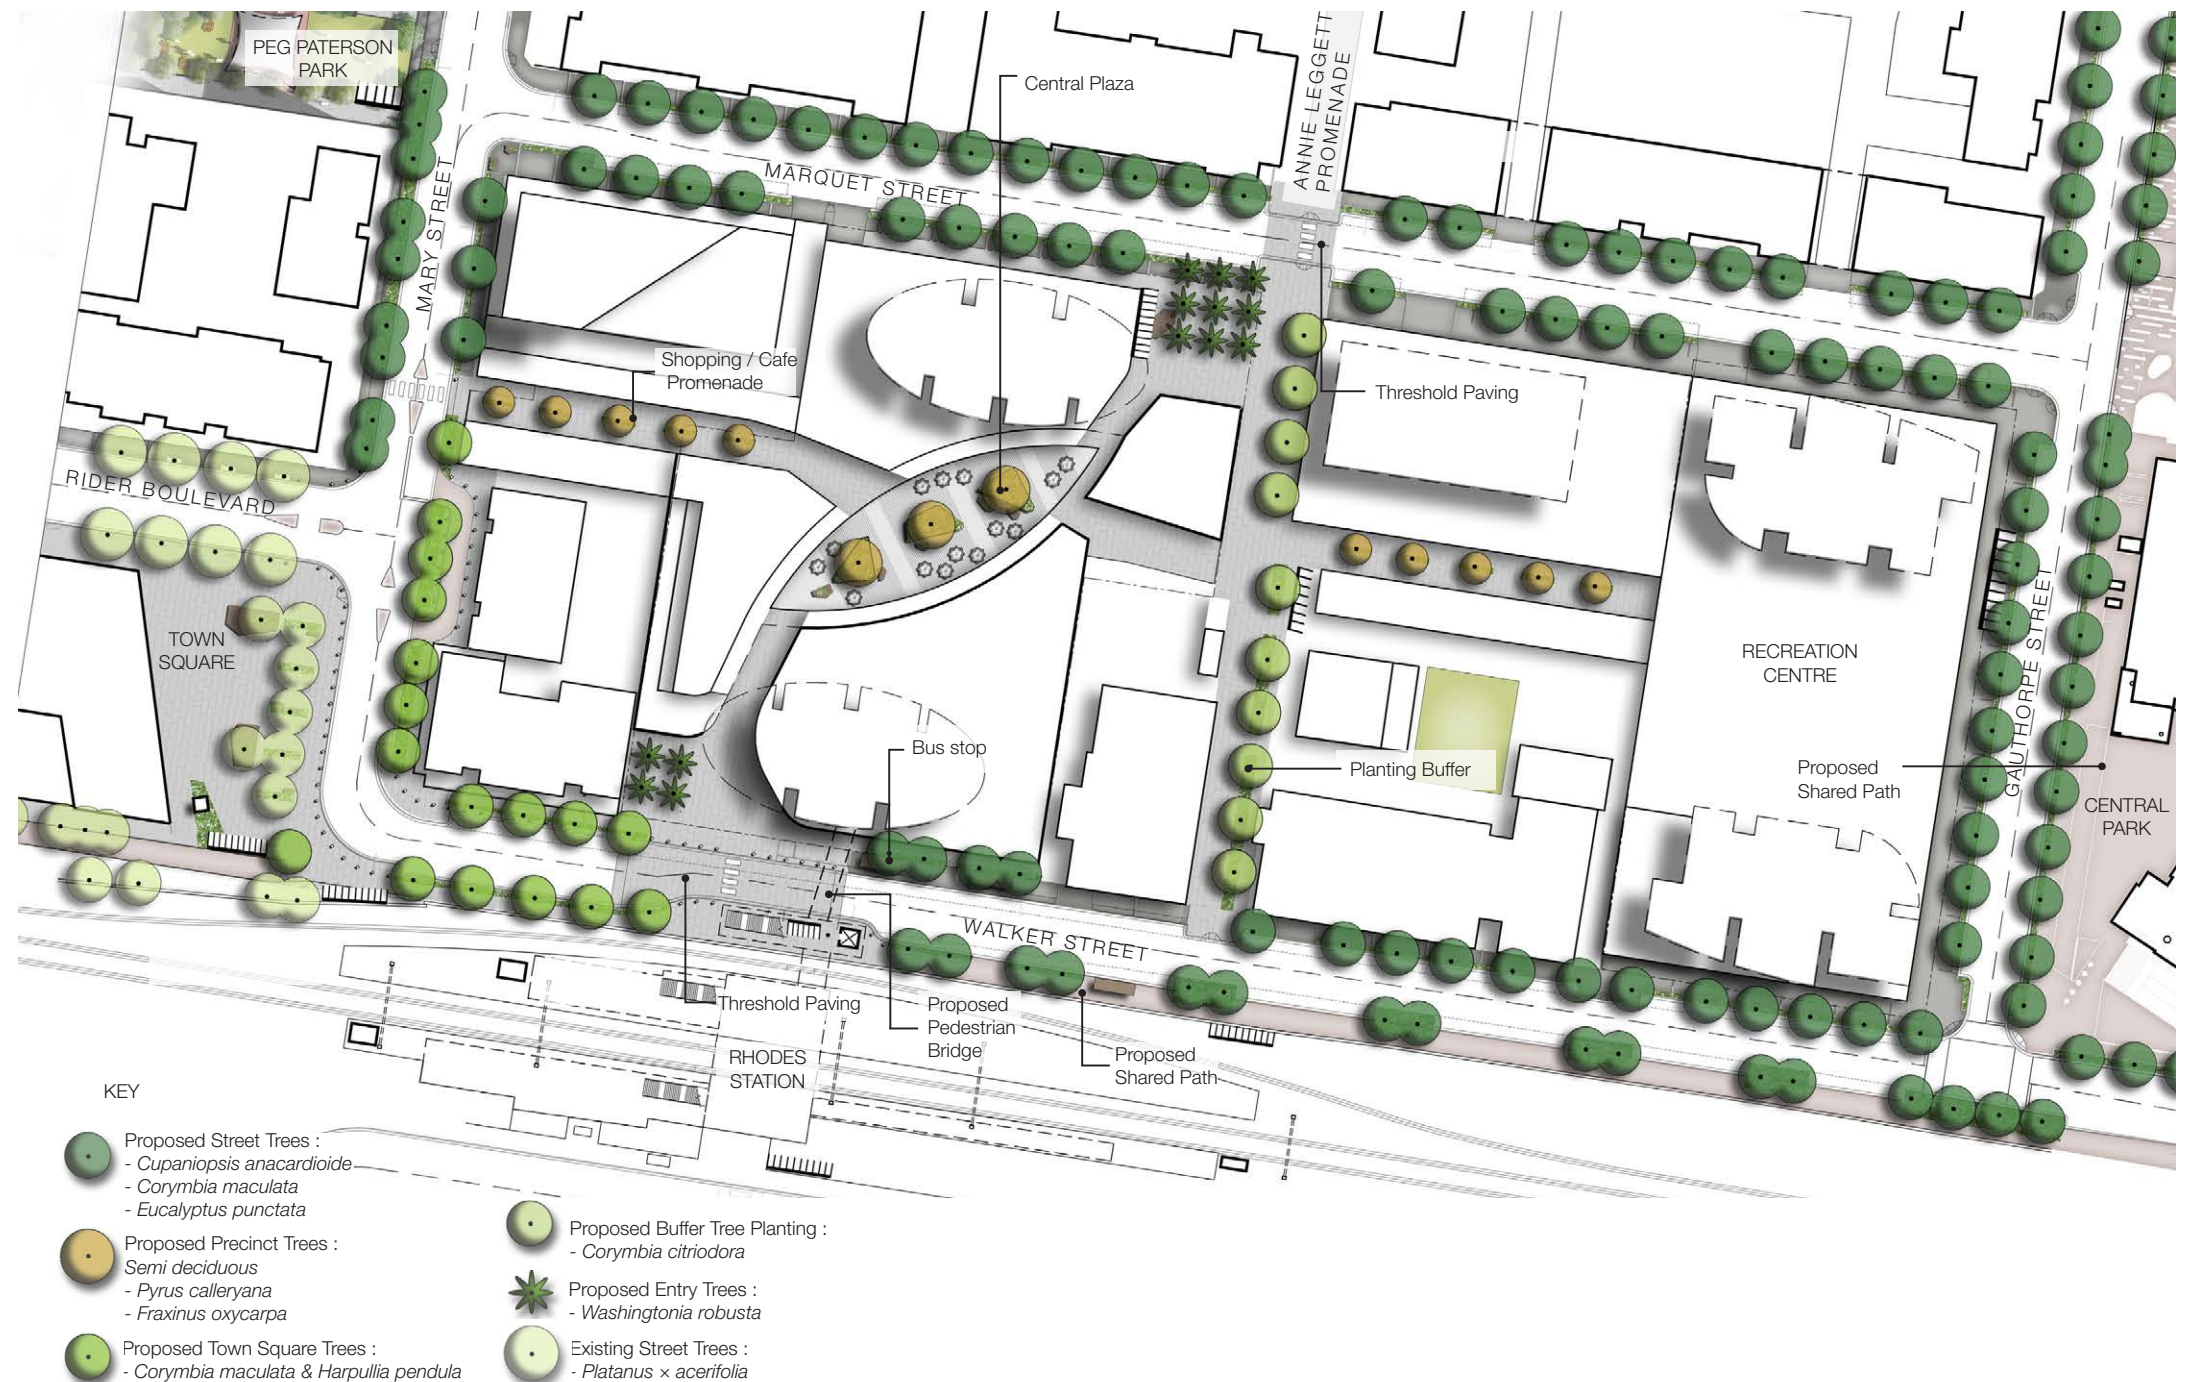 PEG PATERSON
PARK
Central Plaza
ANNIE LEGGETT
PROMENADE
MARQUET STREET
MARY STREET
Shopping / Cafe
Promenade
Threshold Paving
RIDER BOULEVARD
TOWN
SQUARE
RECREATION
CENTRE
GAUTHORPE STREET
Bus stop
Planting Buffer
Proposed
Shared Path
CENTRAL
PARK
WALKER STREET
Threshold Paving
Proposed
Pedestrian
Bridge
RHODES
STATION
Proposed
Shared Path
KEY
Proposed Street Trees :
- Cupaniopsis anacardioide
- Corymbia maculata
- Eucalyptus punctata
Proposed Precinct Trees :
Semi deciduous
- Pyrus calleryana
- Fraxinus oxycarpa
Proposed Town Square Trees :
- Corymbia maculata & Harpullia pendula
Proposed Buffer Tree Planting :
- Corymbia citriodora
Proposed Entry Trees :
- Washingtonia robusta
Existing Street Trees :
- Platanus × acerifolia